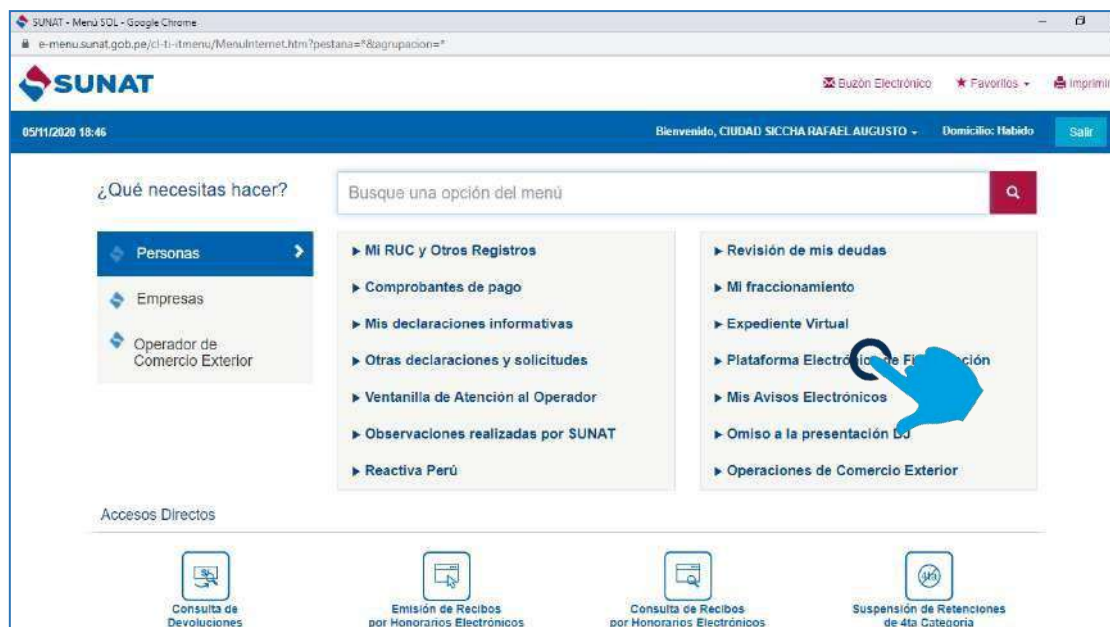 SUNAT - Menú SOL - Google Chrome
e-menu.sunat.gob.pe/cl-ti-itmenu/MenuInternet.htm?pestana=*&agrupacion=*
SUNAT
Buzón Electrónico
Favoritos
Imprimir
05/11/2020 18:46
Bienvenido, CIUDAD SICCHA RAFAEL AUGUSTO
Domicilio: Habido
Salir
¿Qué necesitas hacer?
Busque una opción del menú
Personas
Empresas
Operador de
Comercio Exterior
Mi RUC y Otros Registros
Comprobantes de pago
Mis declaraciones informativas
Otras declaraciones y solicitudes
Ventanilla de Atención al Operador
Observaciones realizadas por SUNAT
Reactiva Perú
Revisión de mis deudas
Mi fraccionamiento
Expediente Virtual
Plataforma Electrónica de
Mis Avisos Electrónicos
Omiso a la presentación DJ
Operaciones de Comercio Exterior
Accesos Directos
Consulta de
Devoluciones
Emisión de Recibos
por Honorarios Electrónicos
Consulta de Recibos
por Honorarios Electrónicos
4ta
Suspensión de Retenciones
de 4ta Categoría